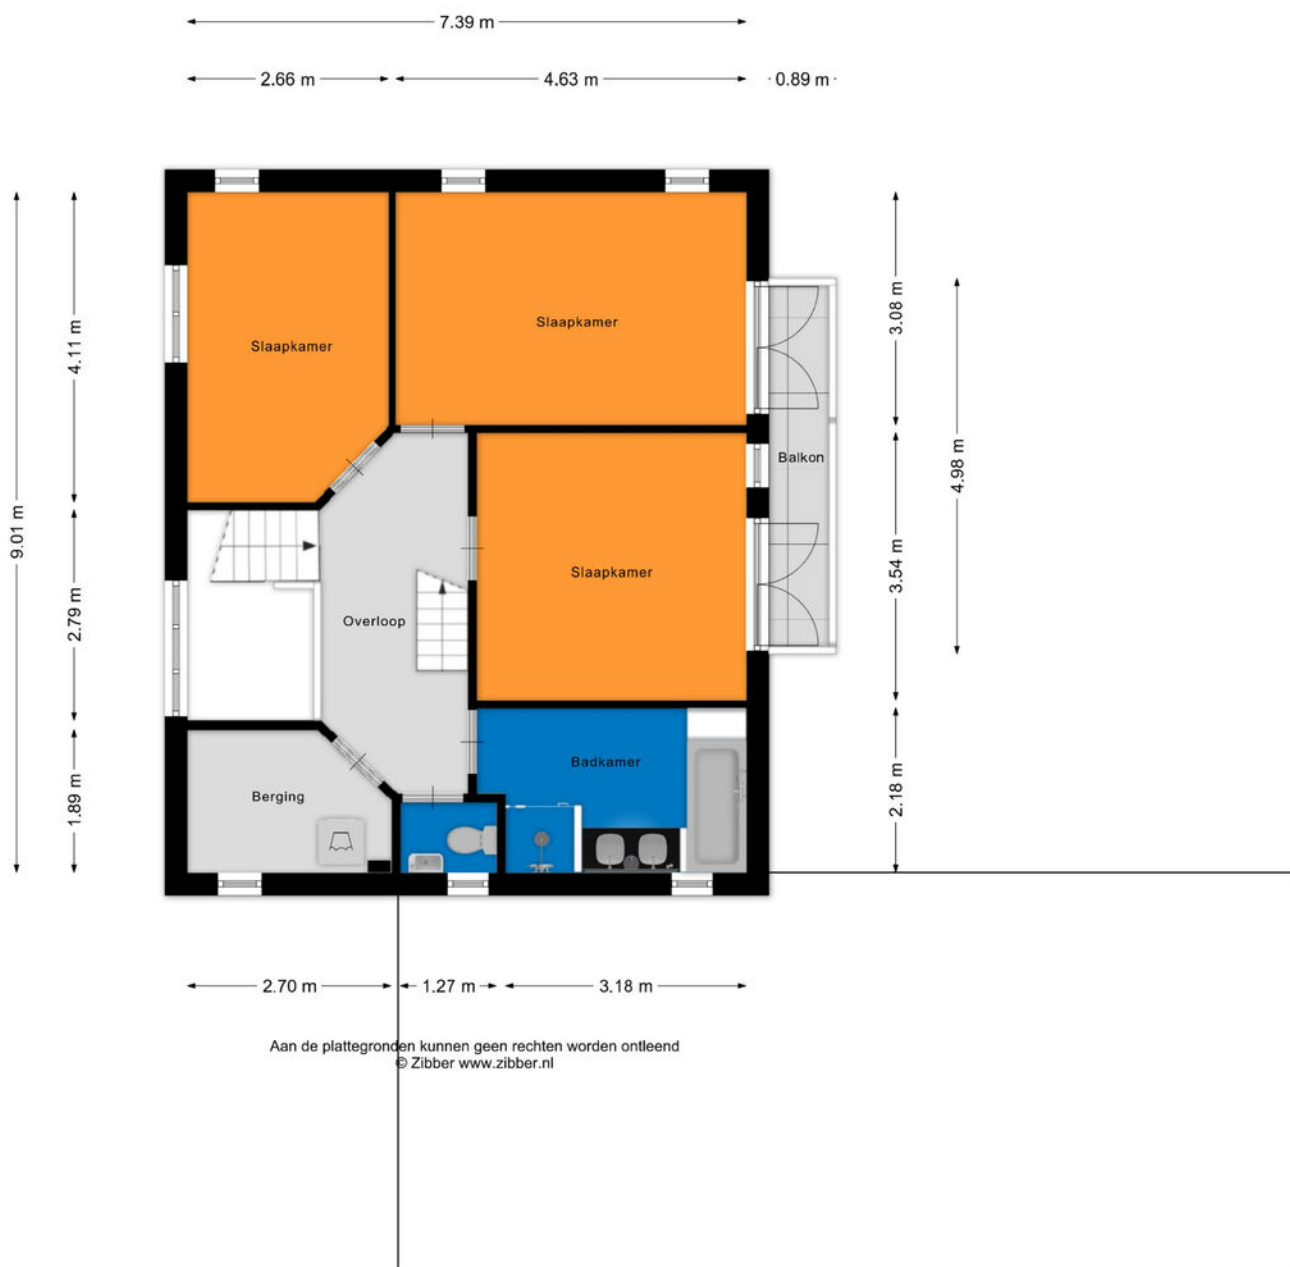 7.39 m
2.66 m
4.63 m
0.89 m
9.01 m
4.11 m
2.79 m
1.89 m
Slaapkamer
Slaapkamer
Slaapkamer
Balkon
Overloop
Badkamer
Berging
3.08 m
3.54 m
2.18 m
4.98 m
2.70 m
1.27 m
3.18 m
Aan de plattegronden kunnen geen rechten worden ontleend
© Zibber www.zibber.nl